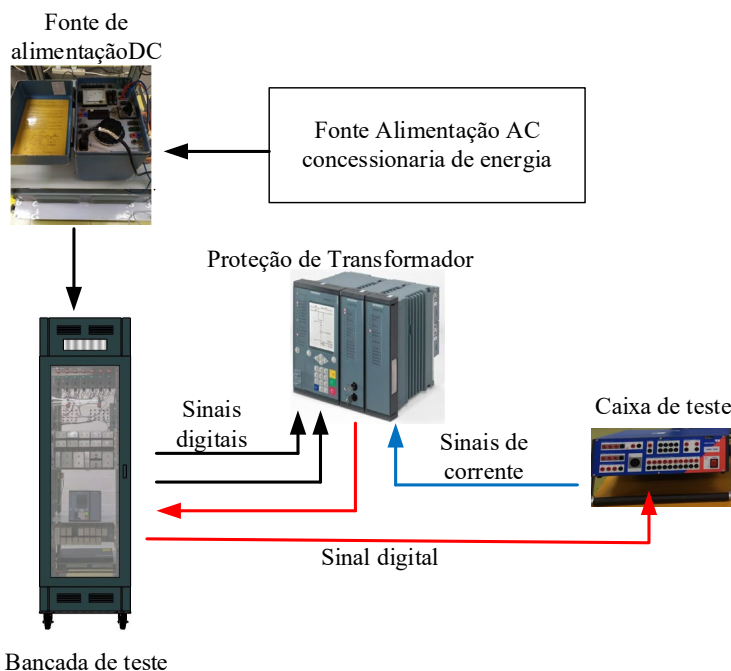 Fonte de
alimentaçãoDC
Fonte Alimentação AC
concessionaria de energia
Proteção de Transformador
Sinais
digitais
Caixa de teste
Sinais de
corrente
Sinal digital
Bancada de teste